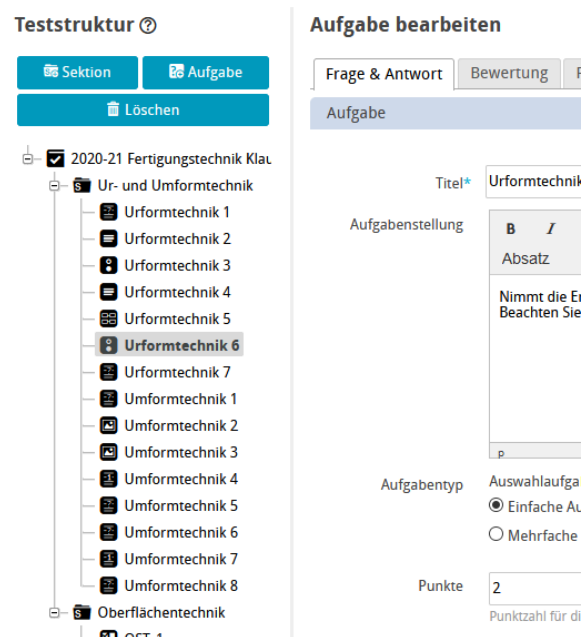 Teststruktur
Sektion
Aufgabe
Löschen
2020-21 Fertigungstechnik Klau
Ur- und Umformtechnik
Urformtechnik 1
Urformtechnik 2
Urformtechnik 3
Urformtechnik 4
Urformtechnik 5
Urformtechnik 6
Urformtechnik 7
Umformtechnik 1
Umformtechnik 2
Umformtechnik 3
Umformtechnik 4
Umformtechnik 5
Umformtechnik 6
Umformtechnik 7
Umformtechnik 8
Oberflächentechnik
Aufgabe bearbeiten
Frage & Antwort
Bewertung
Aufgabe
Titel*
Urformtechnik
Aufgabenstellung
B I
Absatz
Nimmt die
Beachten Sie
p
Aufgabentyp
Auswahlaufga
Einfache Au
Mehrfache
Punkte
2
Punktzahl für di